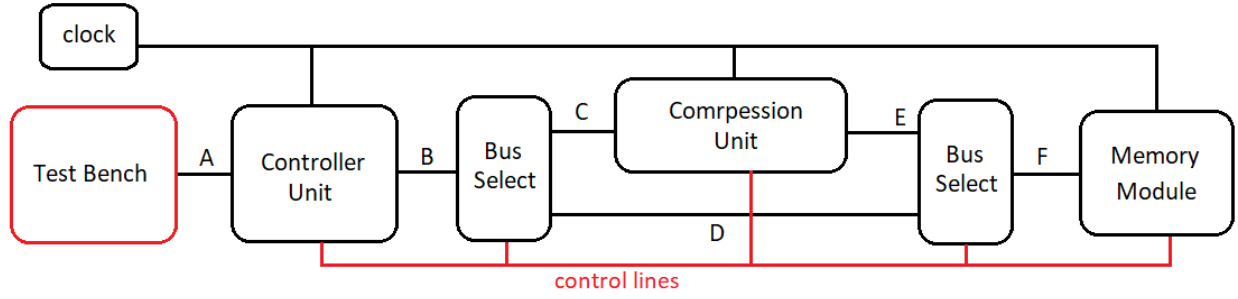 clock
Test Bench
A
Controller
Unit
B
Bus
Select
C
Comrpession
Unit
D
E
Bus
Select
F
Memory
Module
control lines